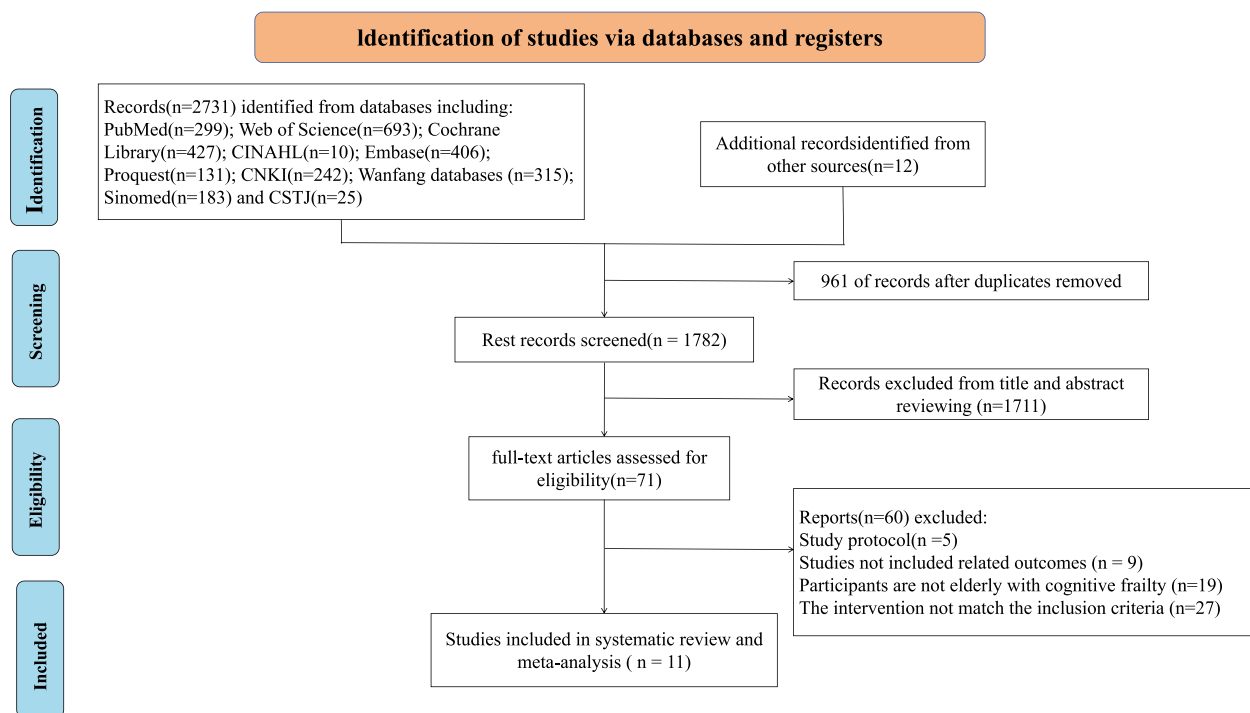 Identification of studies via databases and registers
Identification
Records(n=2731) identified from databases including:
PubMed(n=299); Web of Science(n=693); Cochrane
Library(n=427); CINAHL(n=10); Embase(n=406);
Proquest(n=131); CNKI(n=242); Wanfang databases (n=315);
Sinomed(n=183) and CSTJ(n=25)
Additional recordsidentified from
other sources(n=12)
Screening
961 of records after duplicates removed
Rest records screened(n = 1782)
Records excluded from title and abstract
reviewing (n=1711)
Eligibility
full-text articles assessed for
eligibility(n=71)
Reports(n=60) excluded:
Study protocol(n =5)
Studies not included related outcomes (n = 9)
Participants are not elderly with cognitive frailty (n=19)
The intervention not match the inclusion criteria (n=27)
Included
Studies included in systematic review and
meta-analysis ( n = 11)